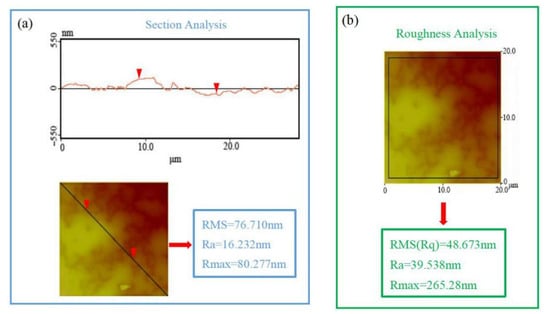 (a)
Section Analysis
nm
550
0
-550
0
10.0
20.0
μm
RMS=76.710nm
Ra=16.232nm
Rmax=80.277nm
(b)
Roughness Analysis
20.0
10.0
0
0
10.0
20.0
μm
RMS(Rq)=48.673nm
Ra=39.538nm
Rmax=265.28nm